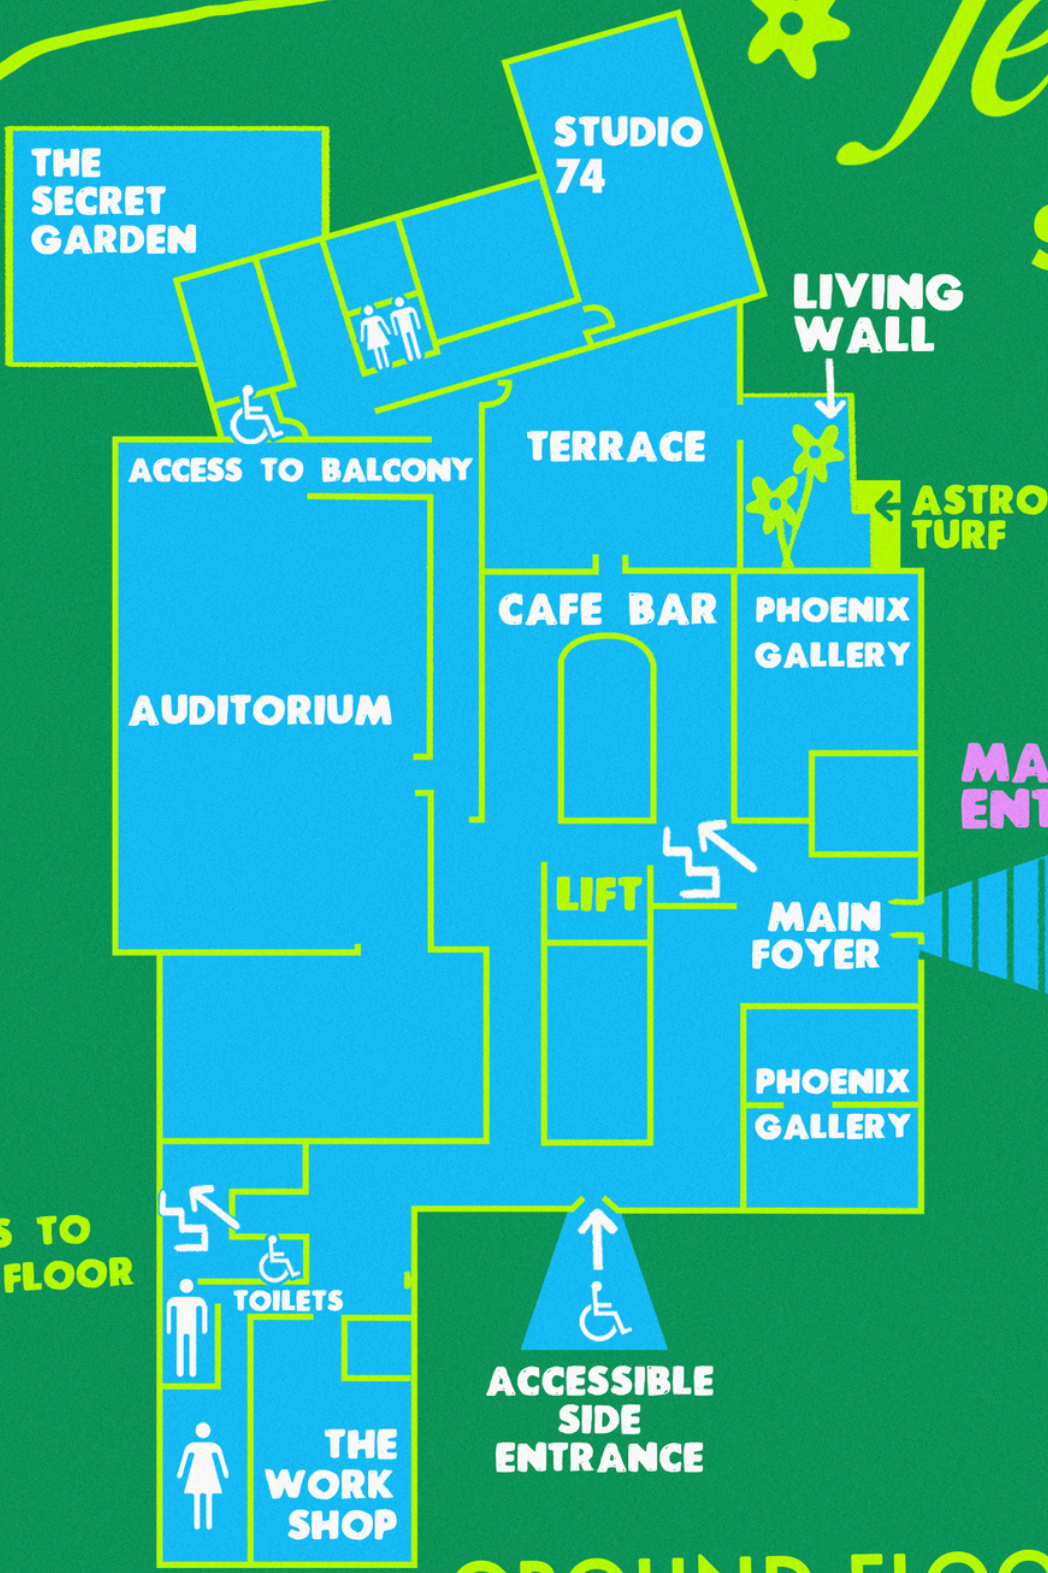 STUDIO
74
THE
SECRET
GARDEN
LIVING
WALL
TERRACE
ACCESS TO BALCONY
ASTRO
TURF
CAFE BAR
PHOENIX
GALLERY
AUDITORIUM
LIFT
MAIN
FOYER
PHOENIX
GALLERY
TO
FLOOR
TOILETS
ACCESSIBLE
SIDE
ENTRANCE
THE
WORK
SHOP